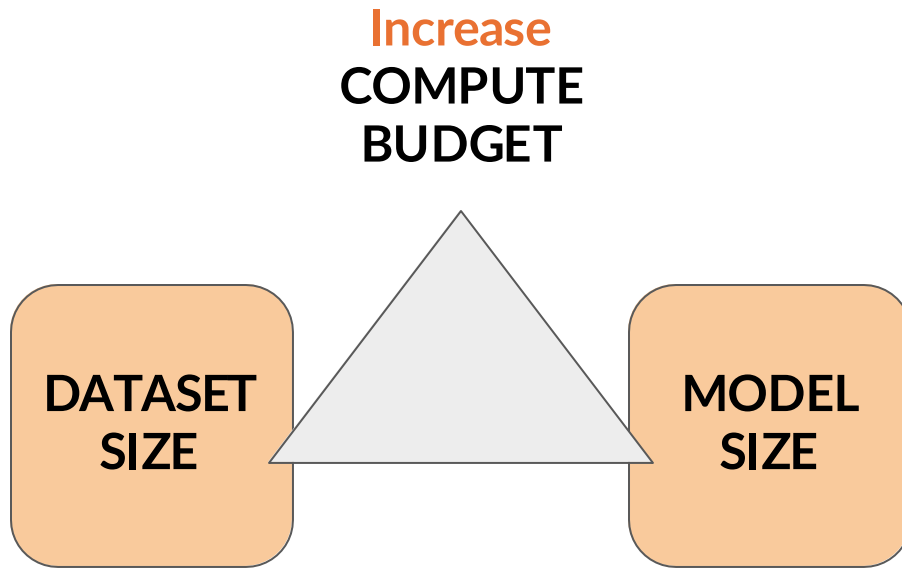 Increase
COMPUTE
BUDGET
DATASET
SIZE
MODEL
SIZE